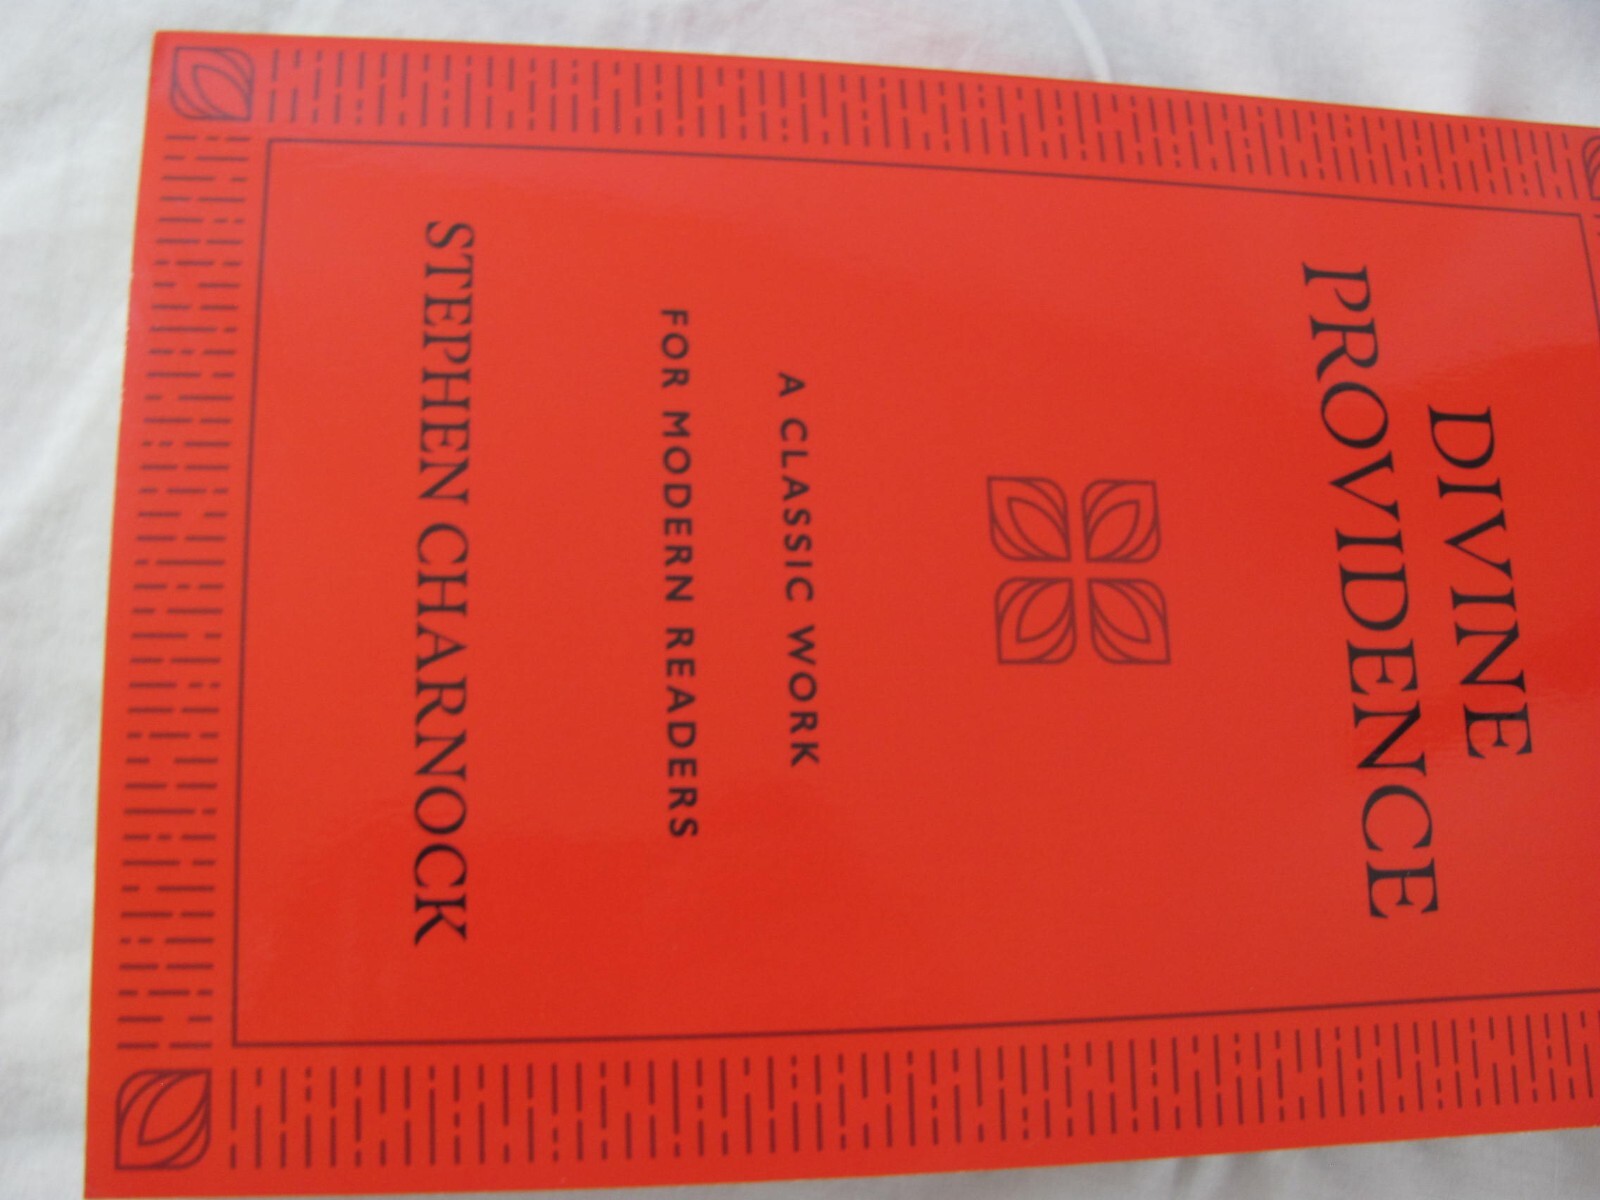 DIVINE
PROVIDENCE
A CLASSIC WORK
FOR MODERN READERS
STEPHEN CHARNOCK